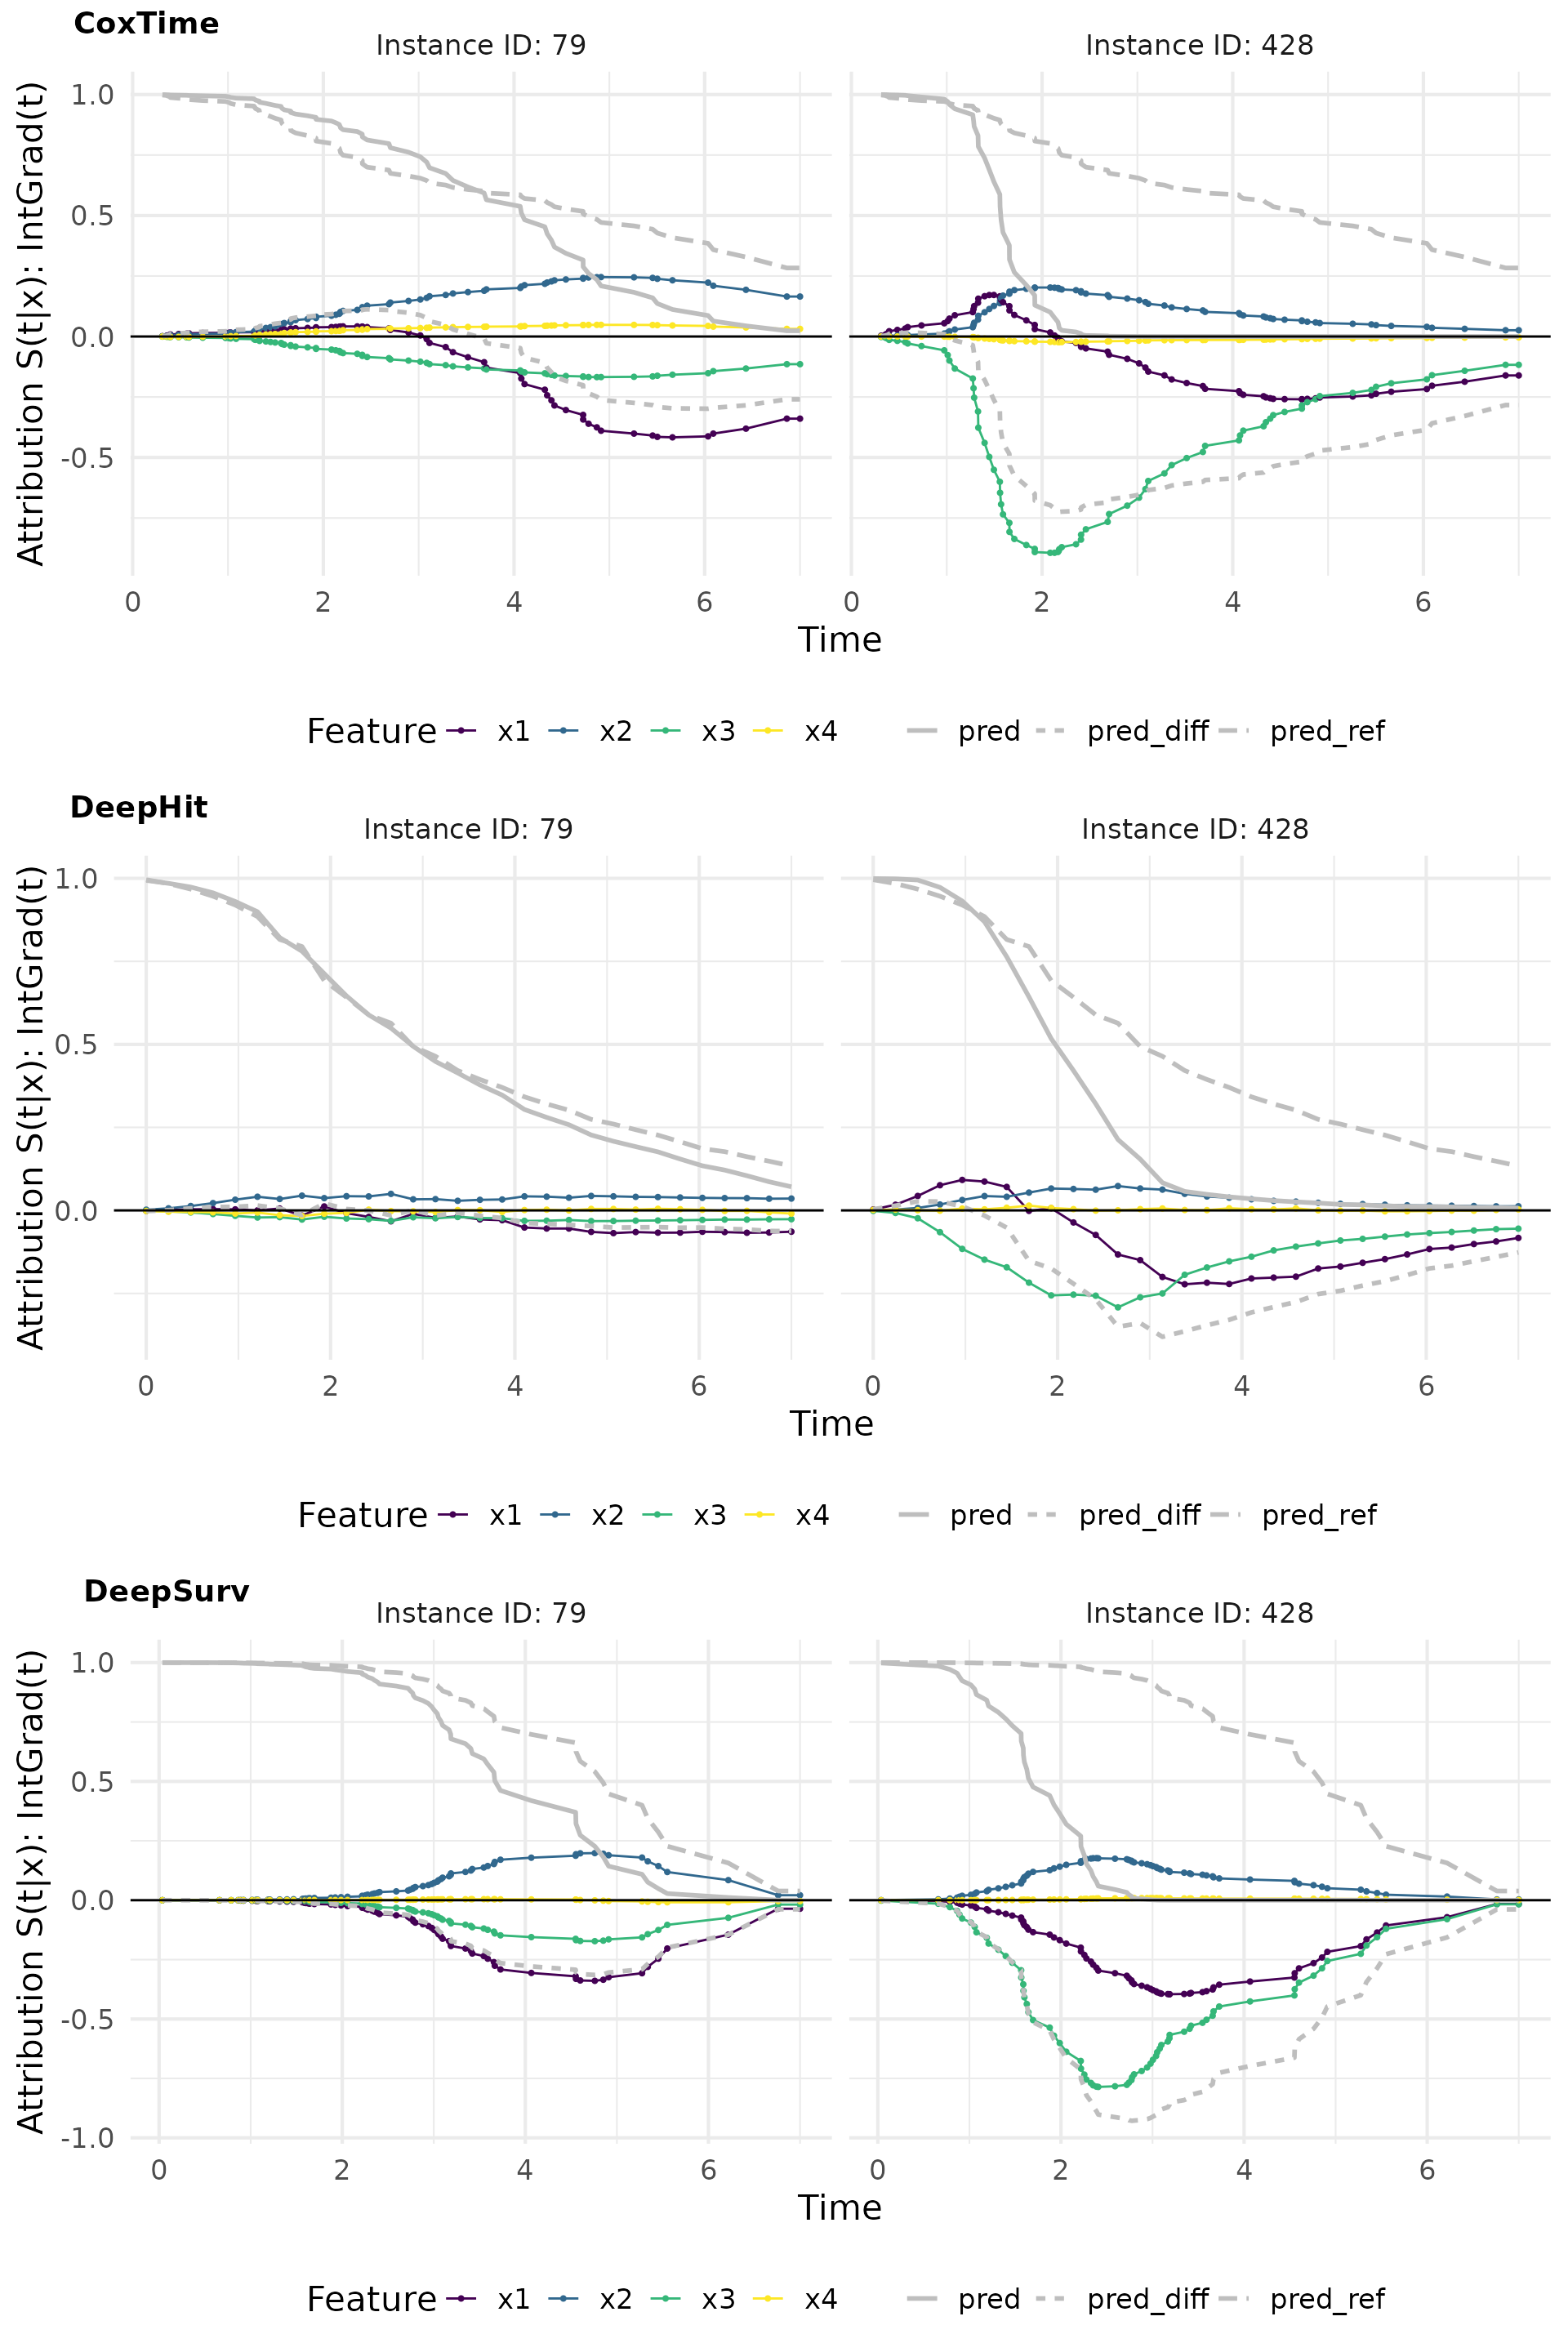 CoxTime
Instance ID: 79
Instance ID: 428
Attribution S(t|x): IntGrad(t)
1.0
0.5
0.0
-0.5
0 2 4 6
0 2 4 6
Time
Feature x1 x2 x3 x4 pred pred_diff pred_ref
DeepHit
Instance ID: 79
Instance ID: 428
Attribution S(t|x): IntGrad(t)
1.0
0.5
0.0
0 2 4 6
0 2 4 6
Time
Feature x1 x2 x3 x4 pred pred_diff pred_ref
DeepSurv
Instance ID: 79
Instance ID: 428
Attribution S(t|x): IntGrad(t)
1.0
0.5
0.0
-0.5
-1.0
0 2 4 6
0 2 4 6
Time
Feature x1 x2 x3 x4 pred pred_diff pred_ref